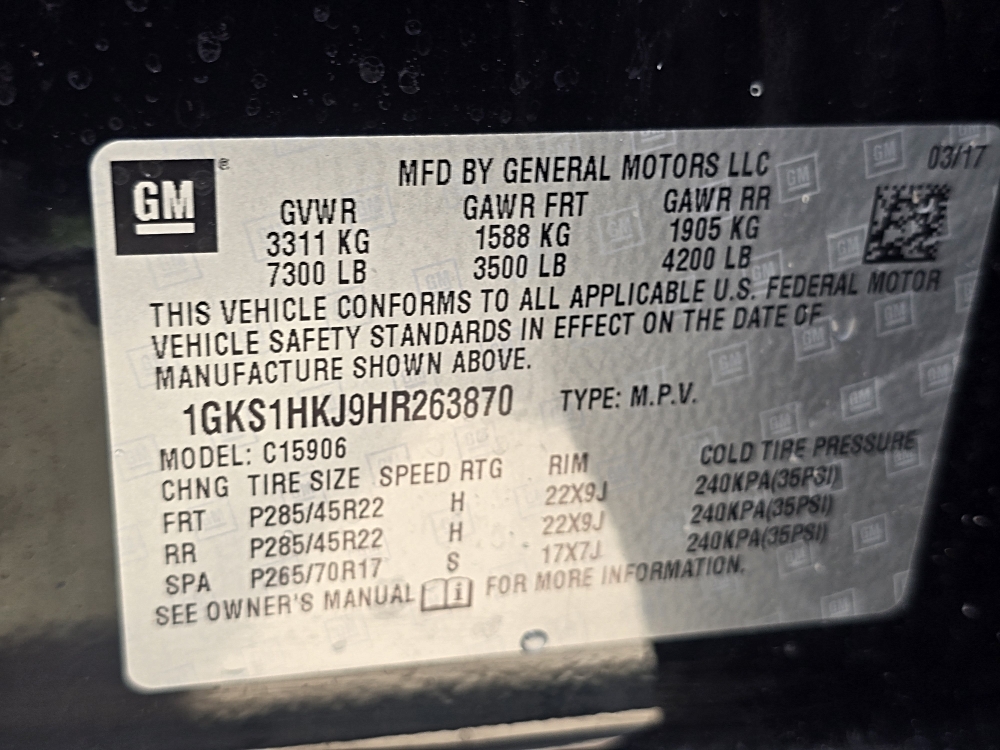 GM ®
MFD BY GENERAL MOTORS LLC 03/17
GVWR GAWR FRT GAWR RR
3311 KG 1588 KG 1905 KG
7300 LB 3500 LB 4200 LB
THIS VEHICLE CONFORMS TO ALL APPLICABLE U.S. FEDERAL MOTOR
VEHICLE SAFETY STANDARDS IN EFFECT ON THE DATE OF
MANUFACTURE SHOWN ABOVE.
1GKS1HKJ9HR263870 TYPE: M.P.V.
MODEL: C15906
CHNG TIRE SIZE SPEED RTG RIM COLD TIRE PRESSURE
FRT P285/45R22 H 22X9J 240KPA(35PSI)
RR P285/45R22 H 22X9J 240KPA(35PSI)
SPA P265/70R17 S 17X7J 240KPA(35PSI)
SEE OWNER'S MANUAL FOR MORE INFORMATION.